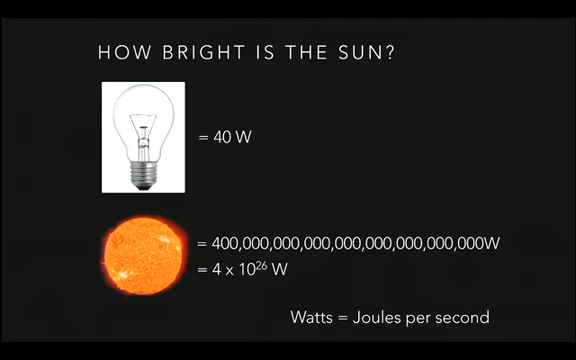 HOW BRIGHT IS THE SUN?
= 40 W
= 400,000,000,000,000,000,000,000,000W
= 4 x 10²⁶ W
Watts = Joules per second